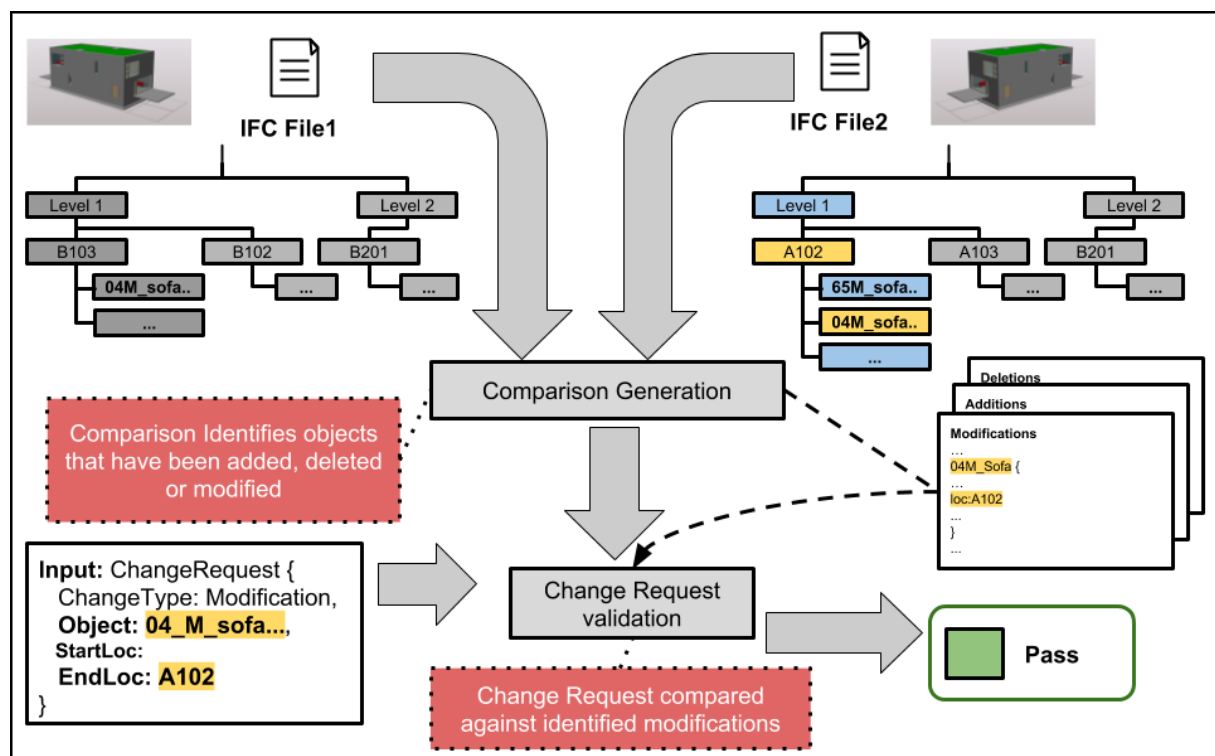 IFC File1
IFC File2
Level 1
Level 2
B103
B102
B201
04M_sofa..
...
...
...
Level 1
Level 2
A102
A103
B201
65M_sofa..
...
...
04M_sofa..
...
Comparison Generation
Comparison Identifies objects
that have been added, deleted
or modified
Deletions
Additions
Modifications
...
04M_Sofa {
...
loc:A102
...
}
...
Input: ChangeRequest {
ChangeType: Modification,
Object: 04_M_sofa...,
StartLoc:
EndLoc: A102
}
Change Request
validation
Pass
Change Request compared
against identified modifications